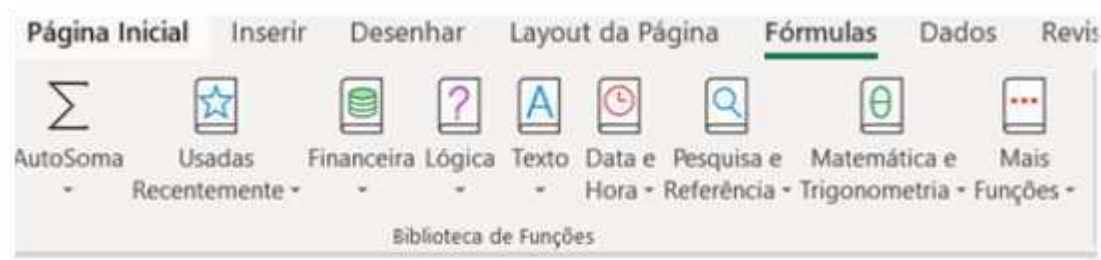 Página Inicial Inserir Desenhar Layout da Página Fórmulas Dados
AutoSoma Usadas Financeira Lógica Texto Data e Pesquisa e Matemática e Mais
Recentemente Hora Referência Trigonometria Funções
Biblioteca de Funções